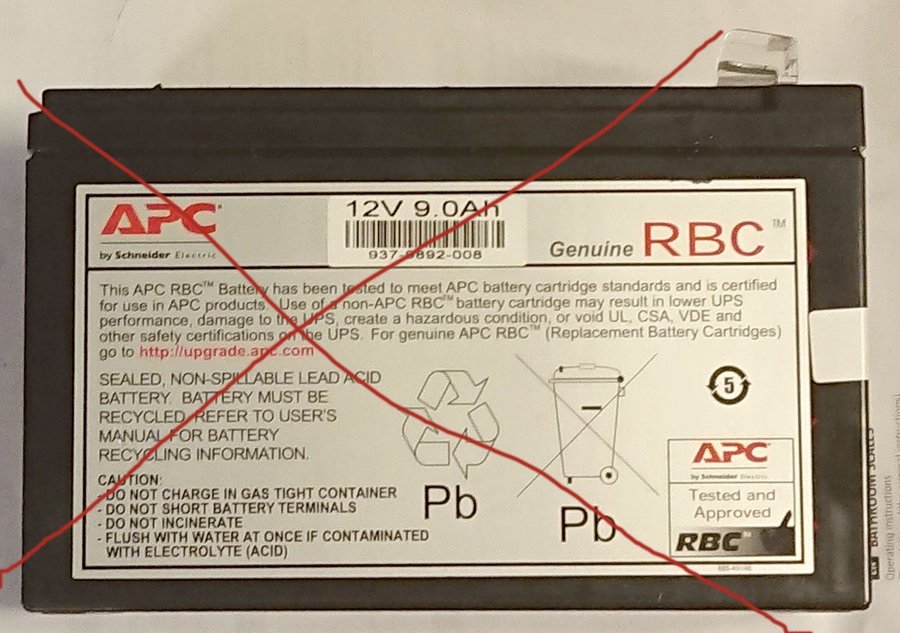 APC
by Schneider Electric
12V 9.0Ah
937-9892-008
Genuine RBC™
This APC RBC™ Battery has been tested to meet APC battery cartridge standards and is certified
for use in APC products. Use of a non-APC RBC™ battery cartridge may result in lower UPS
performance, damage to the UPS, create a hazardous condition, or void UL, CSA, VDE and
other safety certifications on the UPS. For genuine APC RBC™ (Replacement Battery Cartridges)
go to http://upgrade.apc.com
SEALED, NON-SPILLABLE LEAD ACID
BATTERY. BATTERY MUST BE
RECYCLED. REFER TO USER'S
MANUAL FOR BATTERY
RECYCLING INFORMATION.
CAUTION:
- DO NOT CHARGE IN GAS TIGHT CONTAINER
- DO NOT SHORT BATTERY TERMINALS
- DO NOT INCINERATE
- FLUSH WITH WATER AT ONCE IF CONTAMINATED
WITH ELECTROLYTE (ACID)
Pb
Pb
5
APC
by Schneider Electric
Tested and
Approved
RBC™
BATHROOM SCALES
Operating instructions